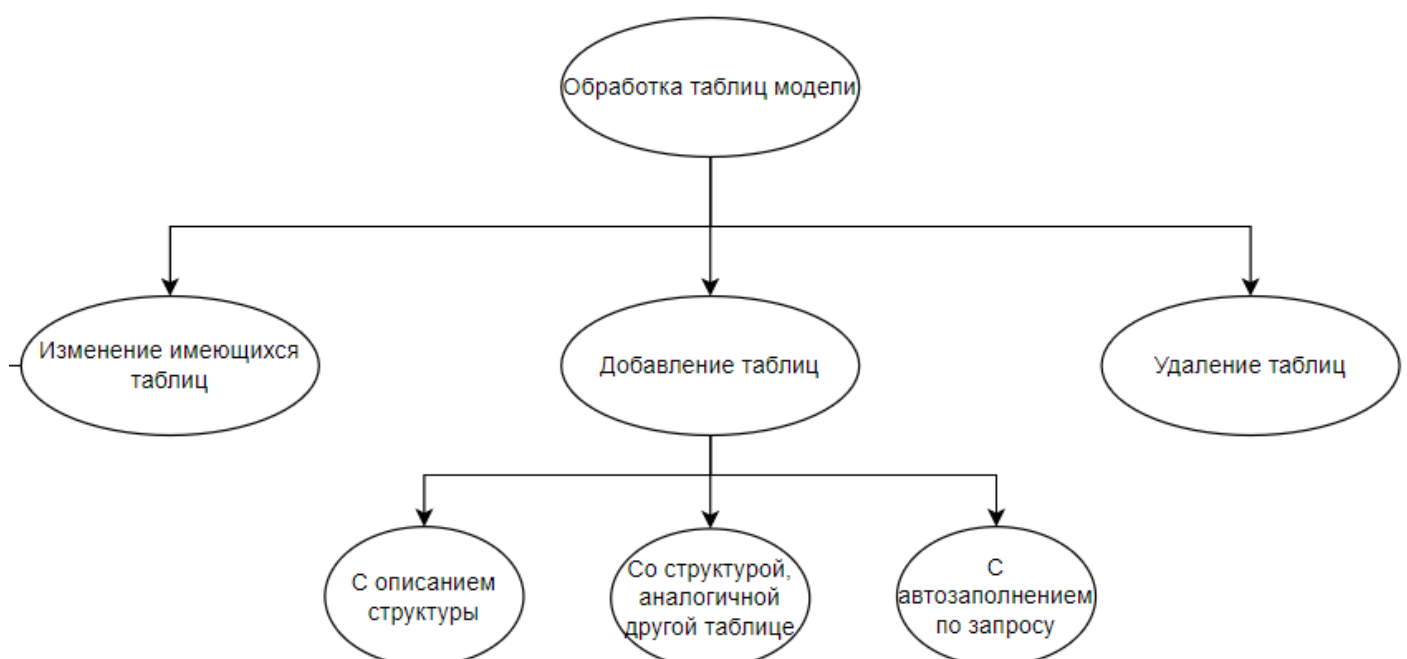 Обработка таблиц модели
Изменение имеющихся
таблиц
Добавление таблиц
Удаление таблиц
С описанием
структуры
Со структурой,
аналогичной
другой таблице
С
автозаполнением
по запросу